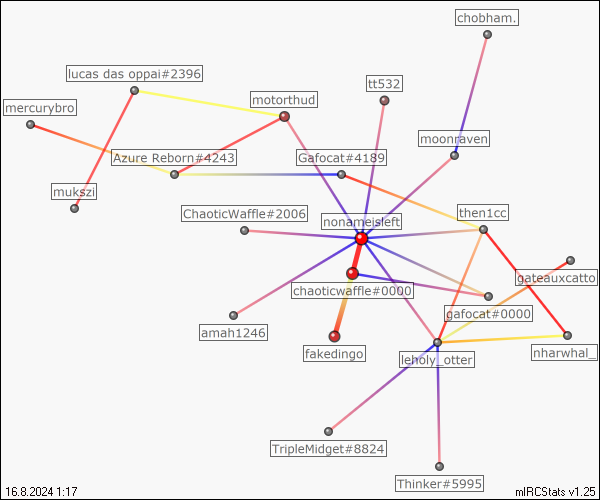 chobham.
lucas das oppai#2396
tt532
mercurybro
motorthud
moonraven
Azure Reborn#4243
Gafocat#4189
mukszi
ChaoticWaffle#2006
nonameisleft
then1cc
gateauxcatto
chaoticwaffle#0000
gafocat#0000
amah1246
fakedingo
leholy_otter
nharwhal_
TripleMidget#8824
Thinker#5995
16.8.2024 1:17
mIRCStats v1.25